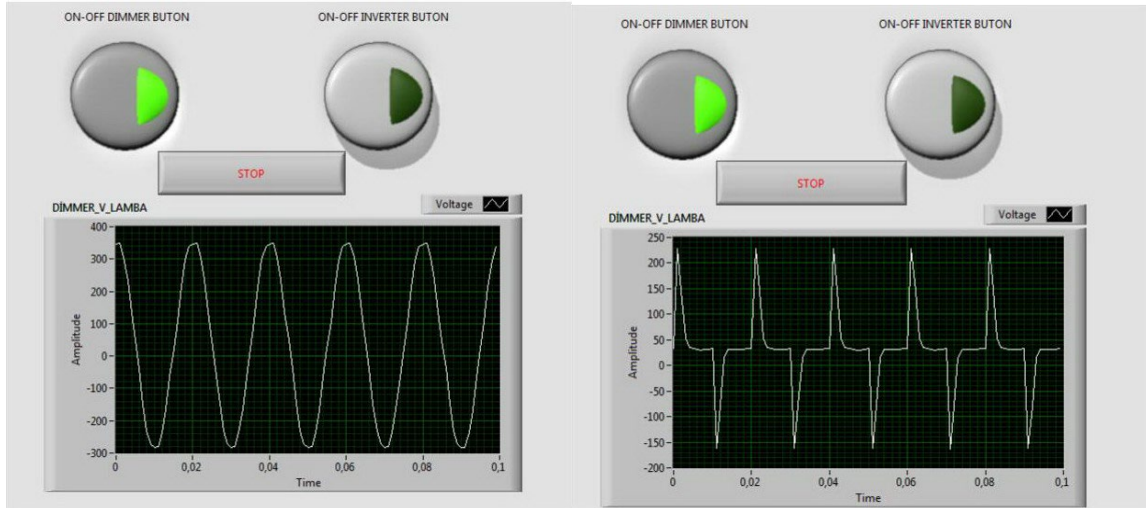 ON-OFF DIMMER BUTON
ON-OFF INVERTER BUTON
STOP
DİMMER_V_LAMBA
Voltage
400
300
200
100
0
-100
-200
-300
Amplitude
0
0,02
0,04
0,06
0,08
0,1
Time
ON-OFF DIMMER BUTON
ON-OFF INVERTER BUTON
STOP
DİMMER_V_LAMBA
Voltage
250
200
150
100
50
0
-50
-100
-150
-200
Amplitude
0
0,02
0,04
0,06
0,08
0,1
Time